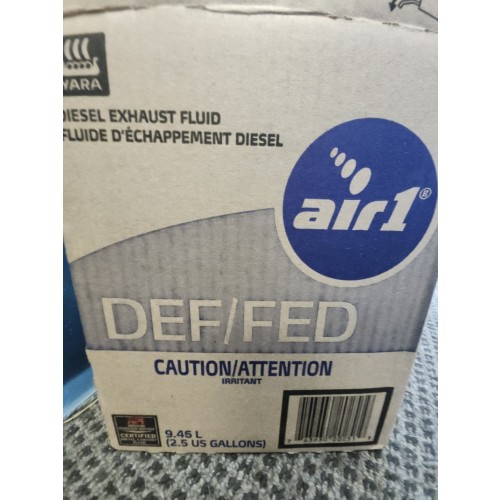 YARA
DIESEL EXHAUST FLUID
FLUIDE D'ÉCHAPPEMENT DIESEL
air1®
DEF/FED
CAUTION/ATTENTION
IRRITANT
CERTIFIED
9.46 L
(2.5 US GALLONS)